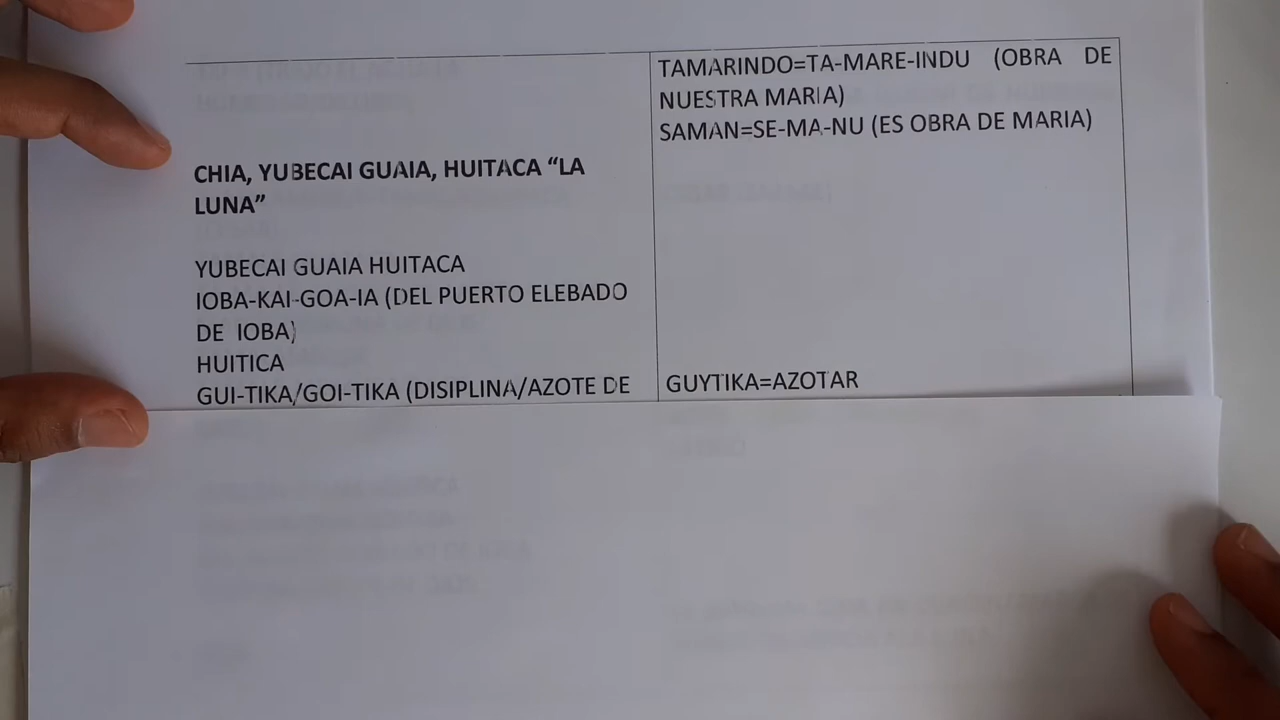 TAMARINDO=TA-MARE-INDU (OBRA DE
NUESTRA MARIA)
SAMAN=SE-MA-NU (ES OBRA DE MARIA)
CHIA, YUBECAI GUAIA, HUITACA “LA
LUNA”
YUBECAI GUAIA HUITACA
IOBA-KAI-GOA-IA (DEL PUERTO ELEBADO
DE IOBA)
HUITICA
GUI-TIKA/GOI-TIKA (DISIPLINA/AZOTE DE
GUYTIKA=AZOTAR